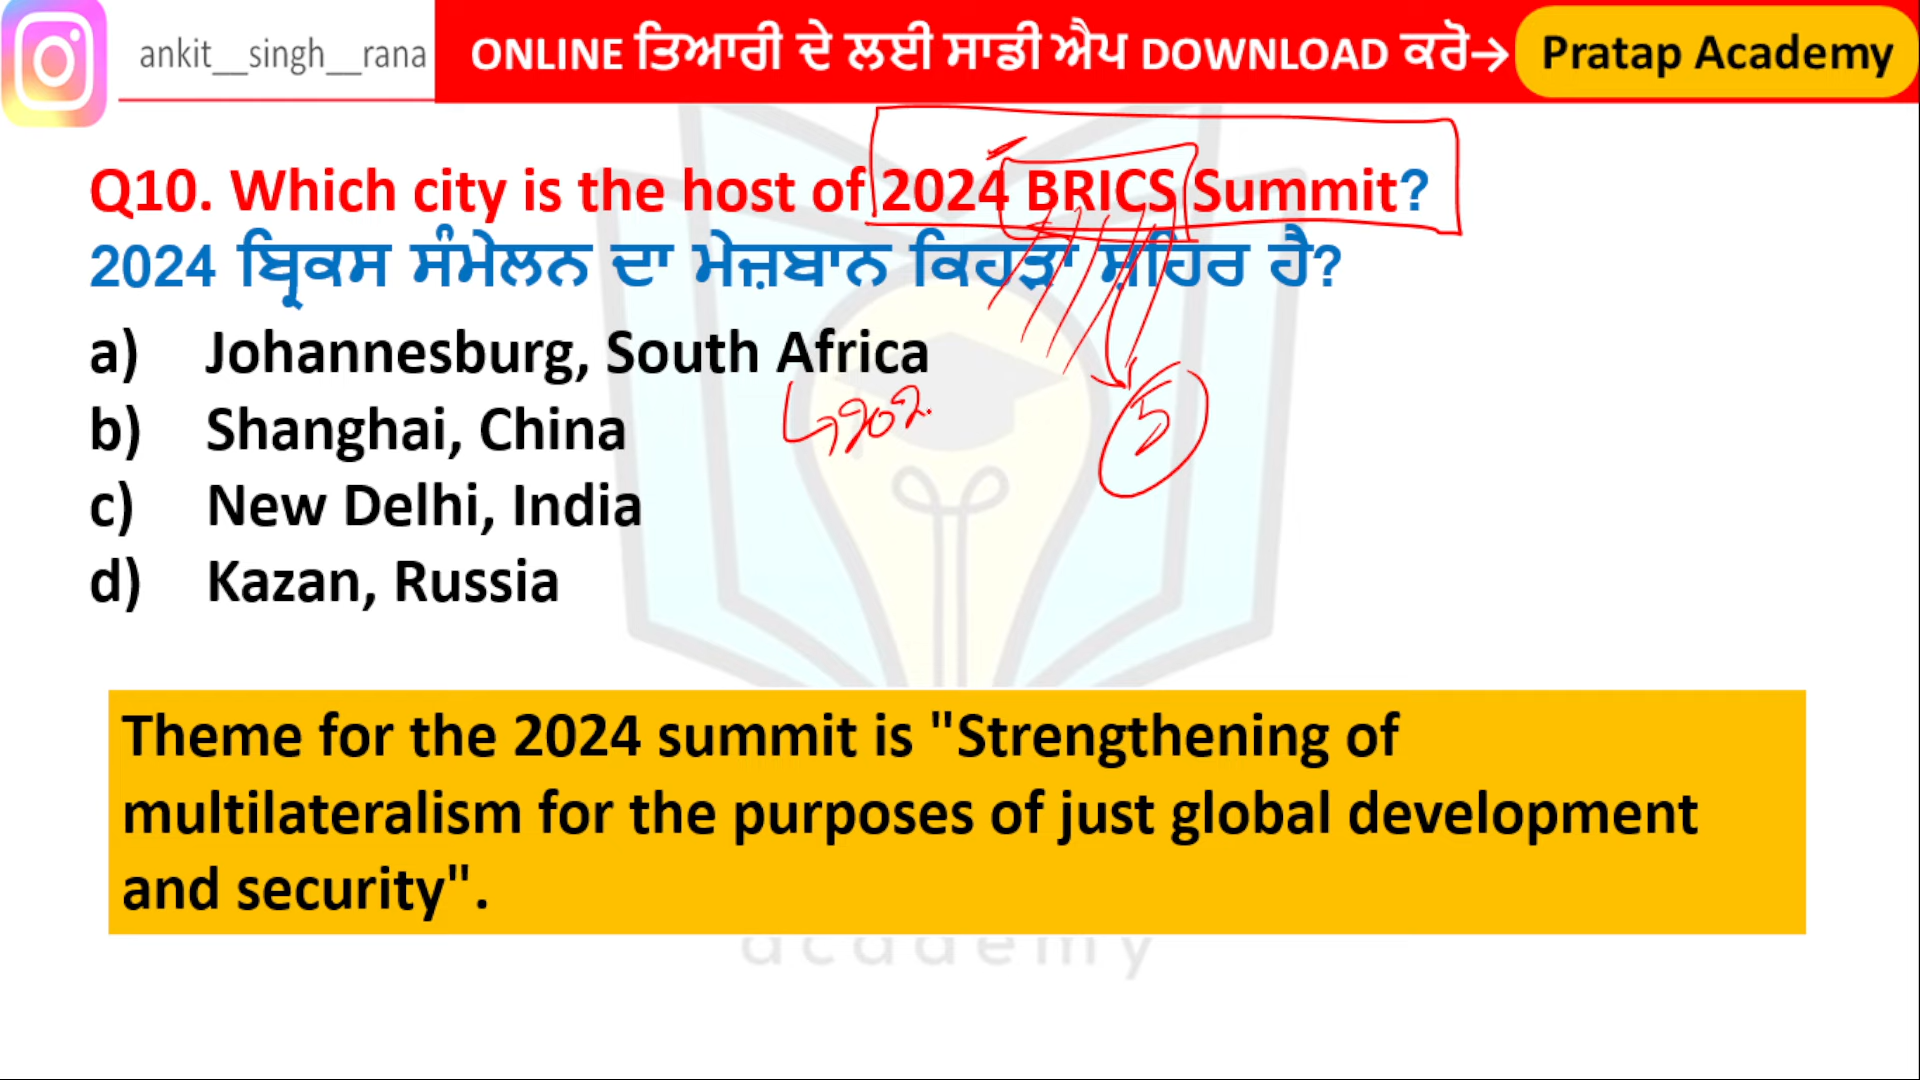 ankit__singh__rana
ONLINE ਤਿਆਰੀ ਦੇ ਲਈ ਸਾਡੀ ਐਪ DOWNLOAD ਕਰੋ→
Pratap Academy
Q10. Which city is the host of 2024 BRICS Summit?
2024 ਬ੍ਰਿਕਸ ਸੰਮੇਲਨ ਦਾ ਮੇਜ਼ਬਾਨ ਕਿਹੜਾ ਸ਼ਹਿਰ ਹੈ?
a) Johannesburg, South Africa
b) Shanghai, China
c) New Delhi, India
d) Kazan, Russia
5
Theme for the 2024 summit is "Strengthening of
multilateralism for the purposes of just global development
and security".
academy